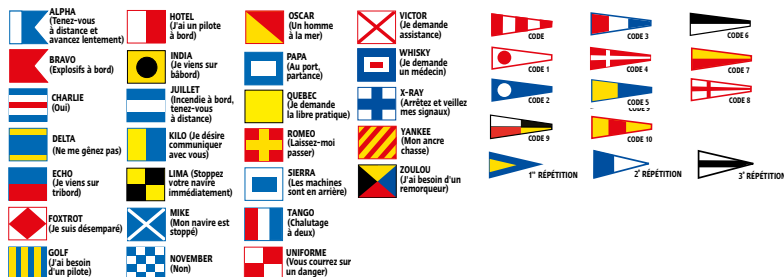 ALPHA
(Tenez-vous
à distance et
avancez lentement)
BRAVO
(Explosifs à bord)
CHARLIE
(Oui)
DELTA
(Ne me gênez pas)
ECHO
(Je viens sur
tribord)
FOXTROT
(Je suis désemparé)
GOLF
(J'ai besoin
d'un pilote)
HOTEL
(J'ai un pilote
à bord)
INDIA
(Je viens sur
bâbord)
JUILLET
(Incendie à bord,
tenez-vous
à distance)
KILO (Je désire
communiquer
avec vous)
LIMA (Stoppez
votre navire
immédiatement)
MIKE
(Mon navire est
stoppé)
NOVEMBER
(Non)
OSCAR
(Un homme
à la mer)
PAPA
(Au port,
partance)
QUEBEC
(Je demande
la libre pratique)
ROMEO
(Laissez-moi
passer)
SIERRA
(Les machines
sont en arrière)
TANGO
(Chalutage
à deux)
UNIFORME
(Vous courrez sur
un danger)
VICTOR
(Je demande
assistance)
WHISKY
(Je demande
un médecin)
X-RAY
(Arrêtez et veillez
mes signaux)
YANKEE
(Mon ancre
chasse)
ZOULOU
(J'ai besoin d'un
remorqueur)
CODE
CODE 3
CODE 6
CODE 1
CODE 4
CODE 7
CODE 2
CODE 5
CODE 8
CODE 9
CODE 10
1re RÉPÉTITION
2e RÉPÉTITION
3e RÉPÉTITION